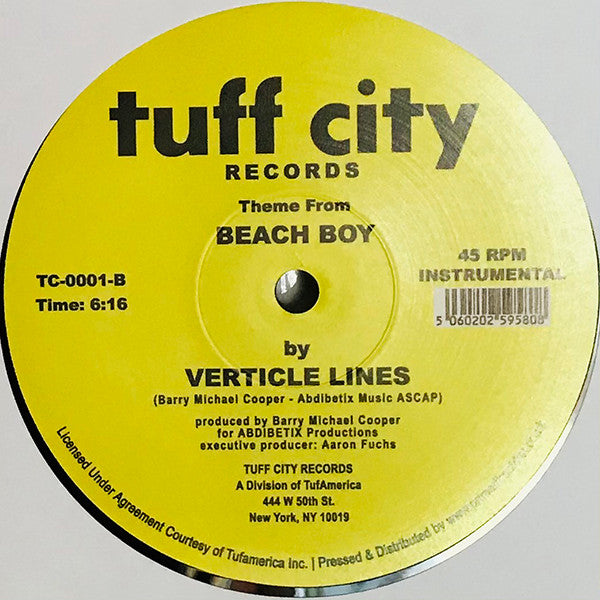 tuff city
RECORDS
Theme From
BEACH BOY
TC-0001-B
Time: 6:16
45 RPM
INSTRUMENTAL
5 060202 595808
by
VERTICLE LINES
(Barry Michael Cooper - Abdibetix Music ASCAP)
produced by Barry Michael Cooper
for ABDIBETIX Productions
executive producer: Aaron Fuchs
TUFF CITY RECORDS
A Division of TufAmerica
444 W 50th St.
New York, NY 10019
Licensed Under Agreement Courtesy of Tufamerica Inc. | Pressed & Distributed by